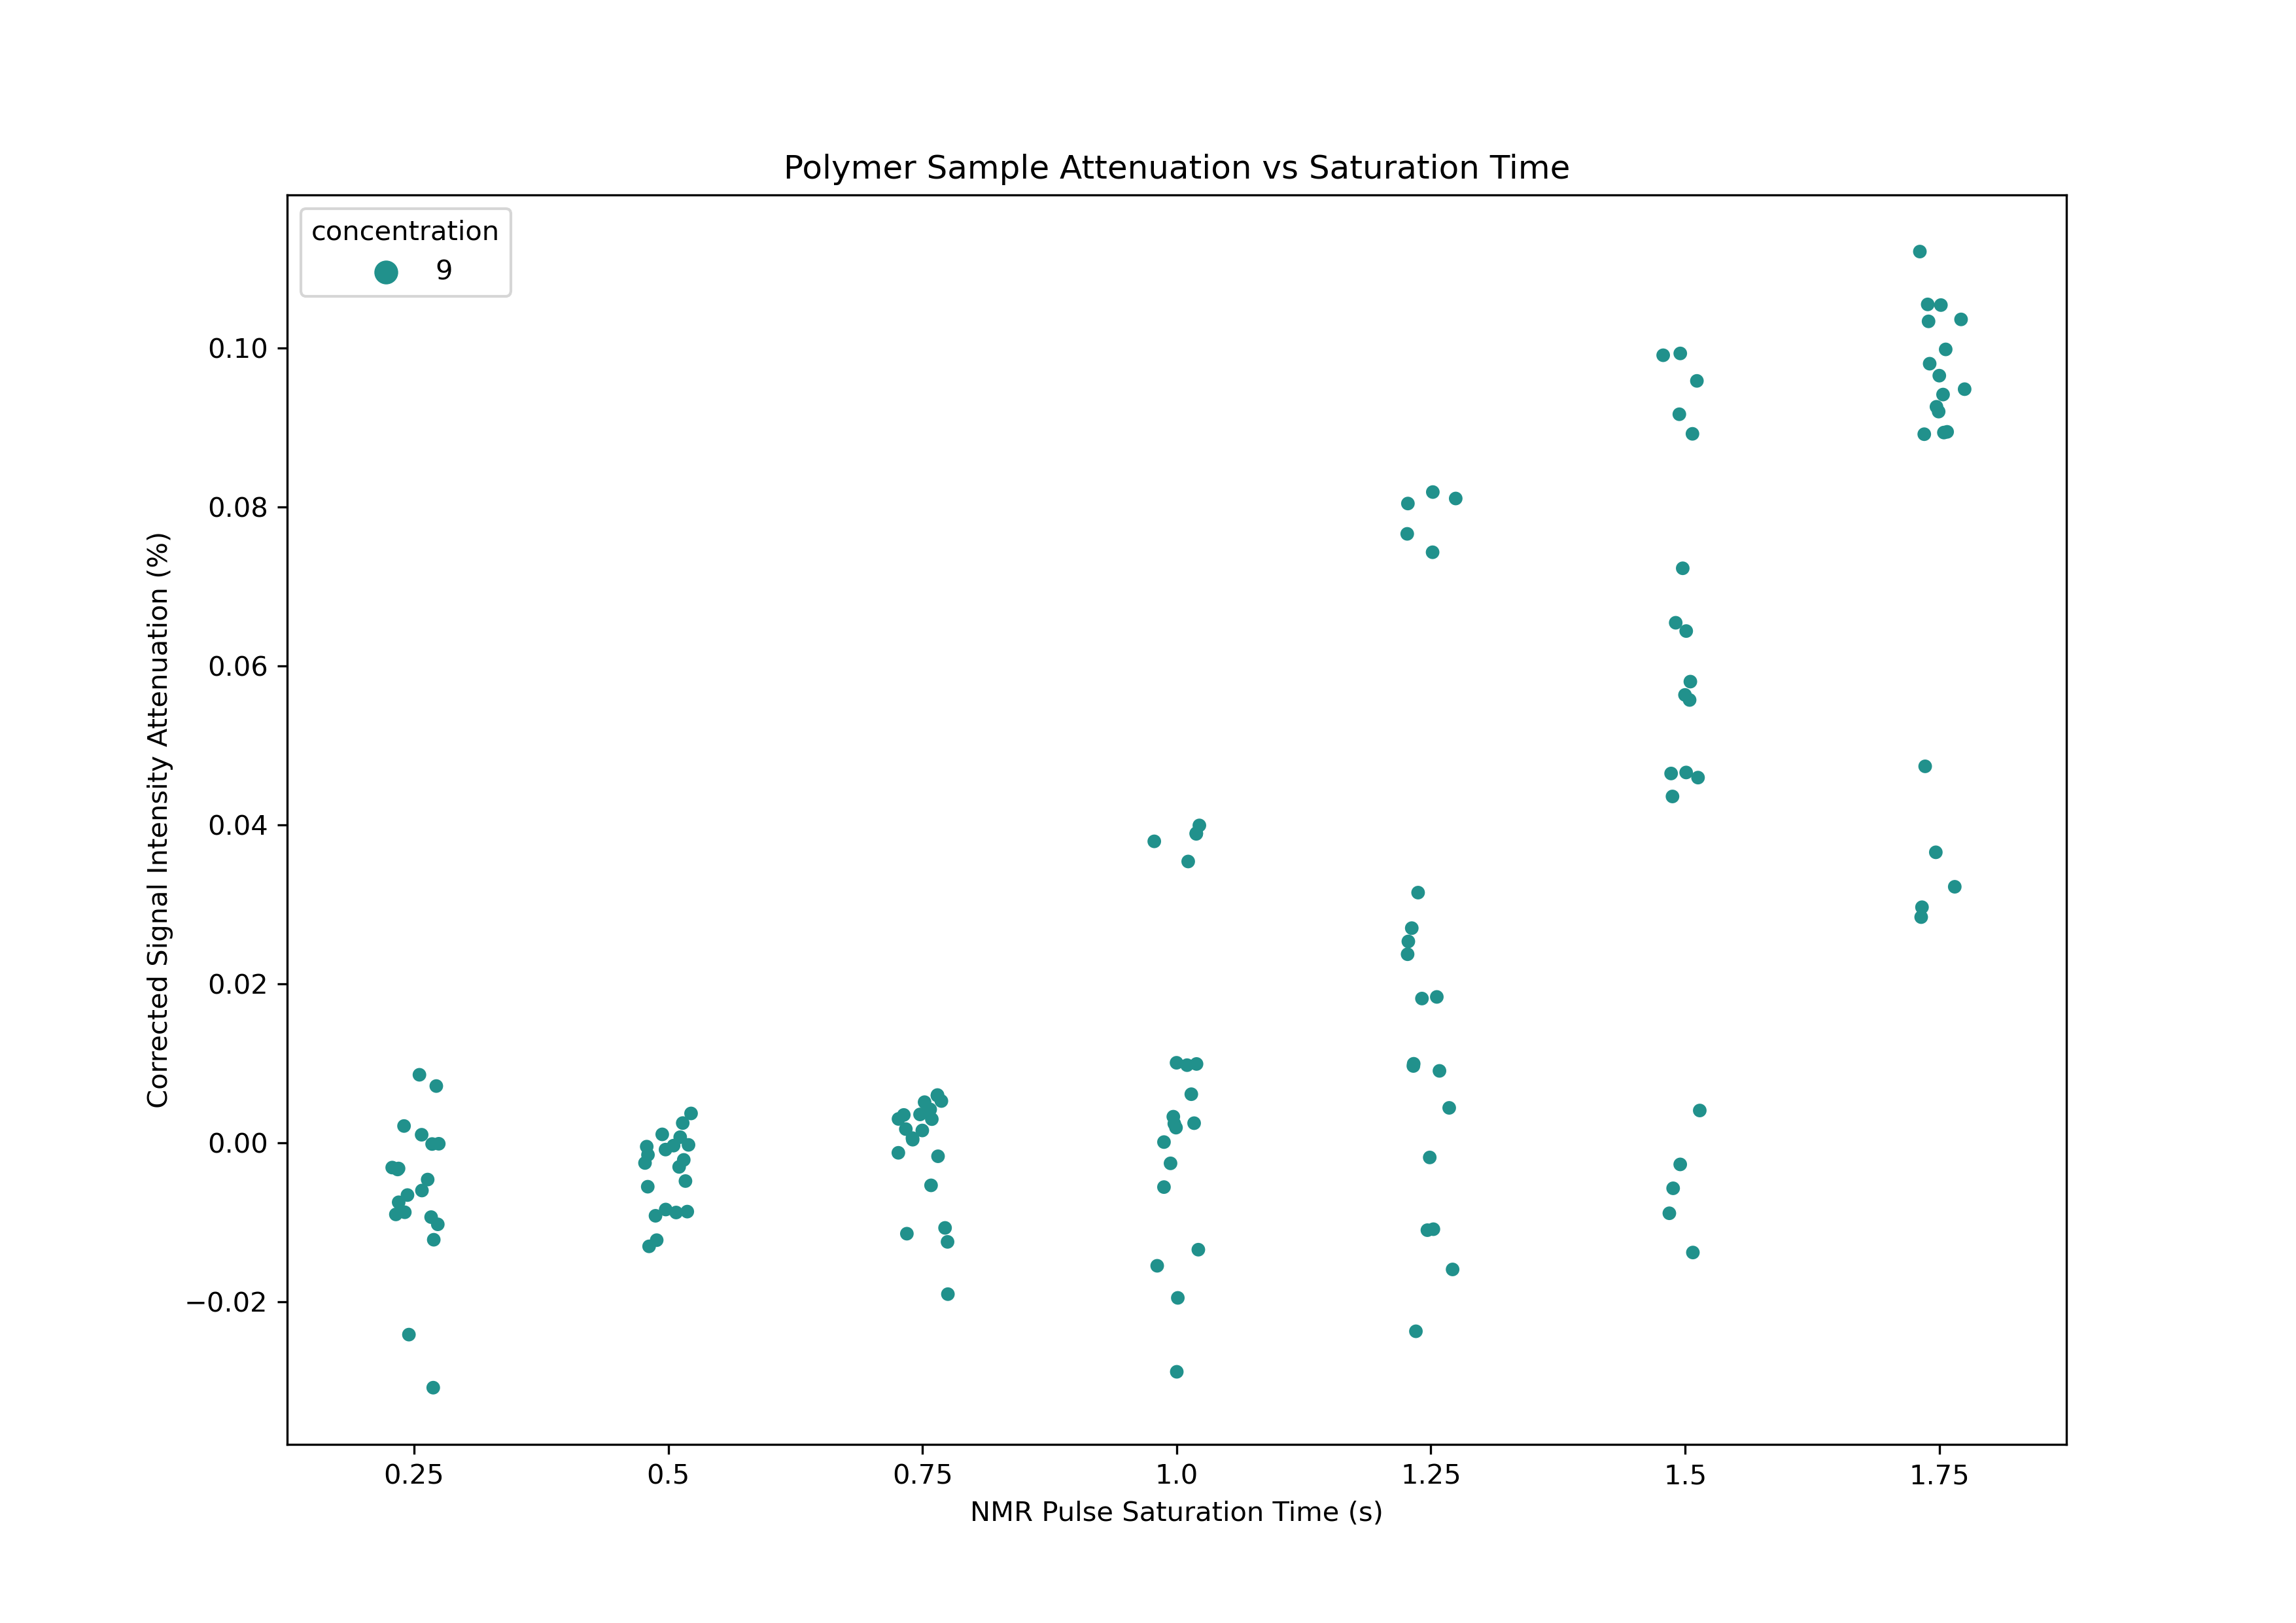 Polymer Sample Attenuation vs Saturation Time
concentration
9
Corrected Signal Intensity Attenuation (%)
0.10
0.08
0.06
0.04
0.02
0.00
−0.02
0.25 0.5 0.75 1.0 1.25 1.5 1.75
NMR Pulse Saturation Time (s)